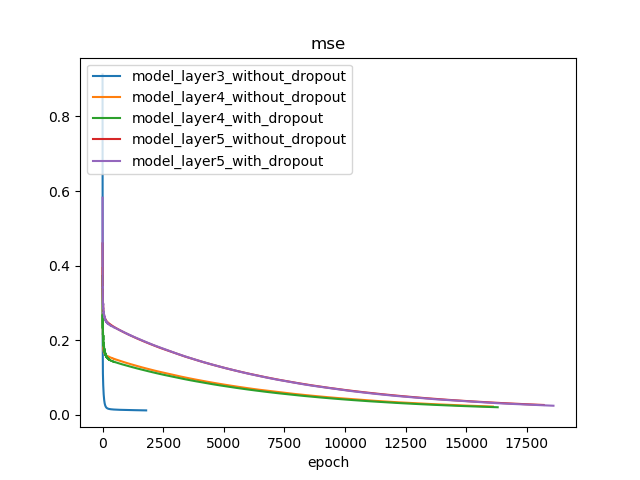 mse
model_layer3_without_dropout
model_layer4_without_dropout
model_layer4_with_dropout
model_layer5_without_dropout
model_layer5_with_dropout
0.8
0.6
0.4
0.2
0.0
0 2500 5000 7500 10000 12500 15000 17500
epoch